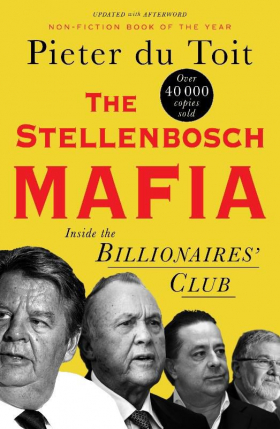 UPDATED with AFTERWORD
NON-FICTION BOOK OF THE YEAR
Pieter du Toit
Over
40 000
copies
sold
THE
STELLENBOSCH
MAFIA
Inside the
BILLIONAIRES'
CLUB